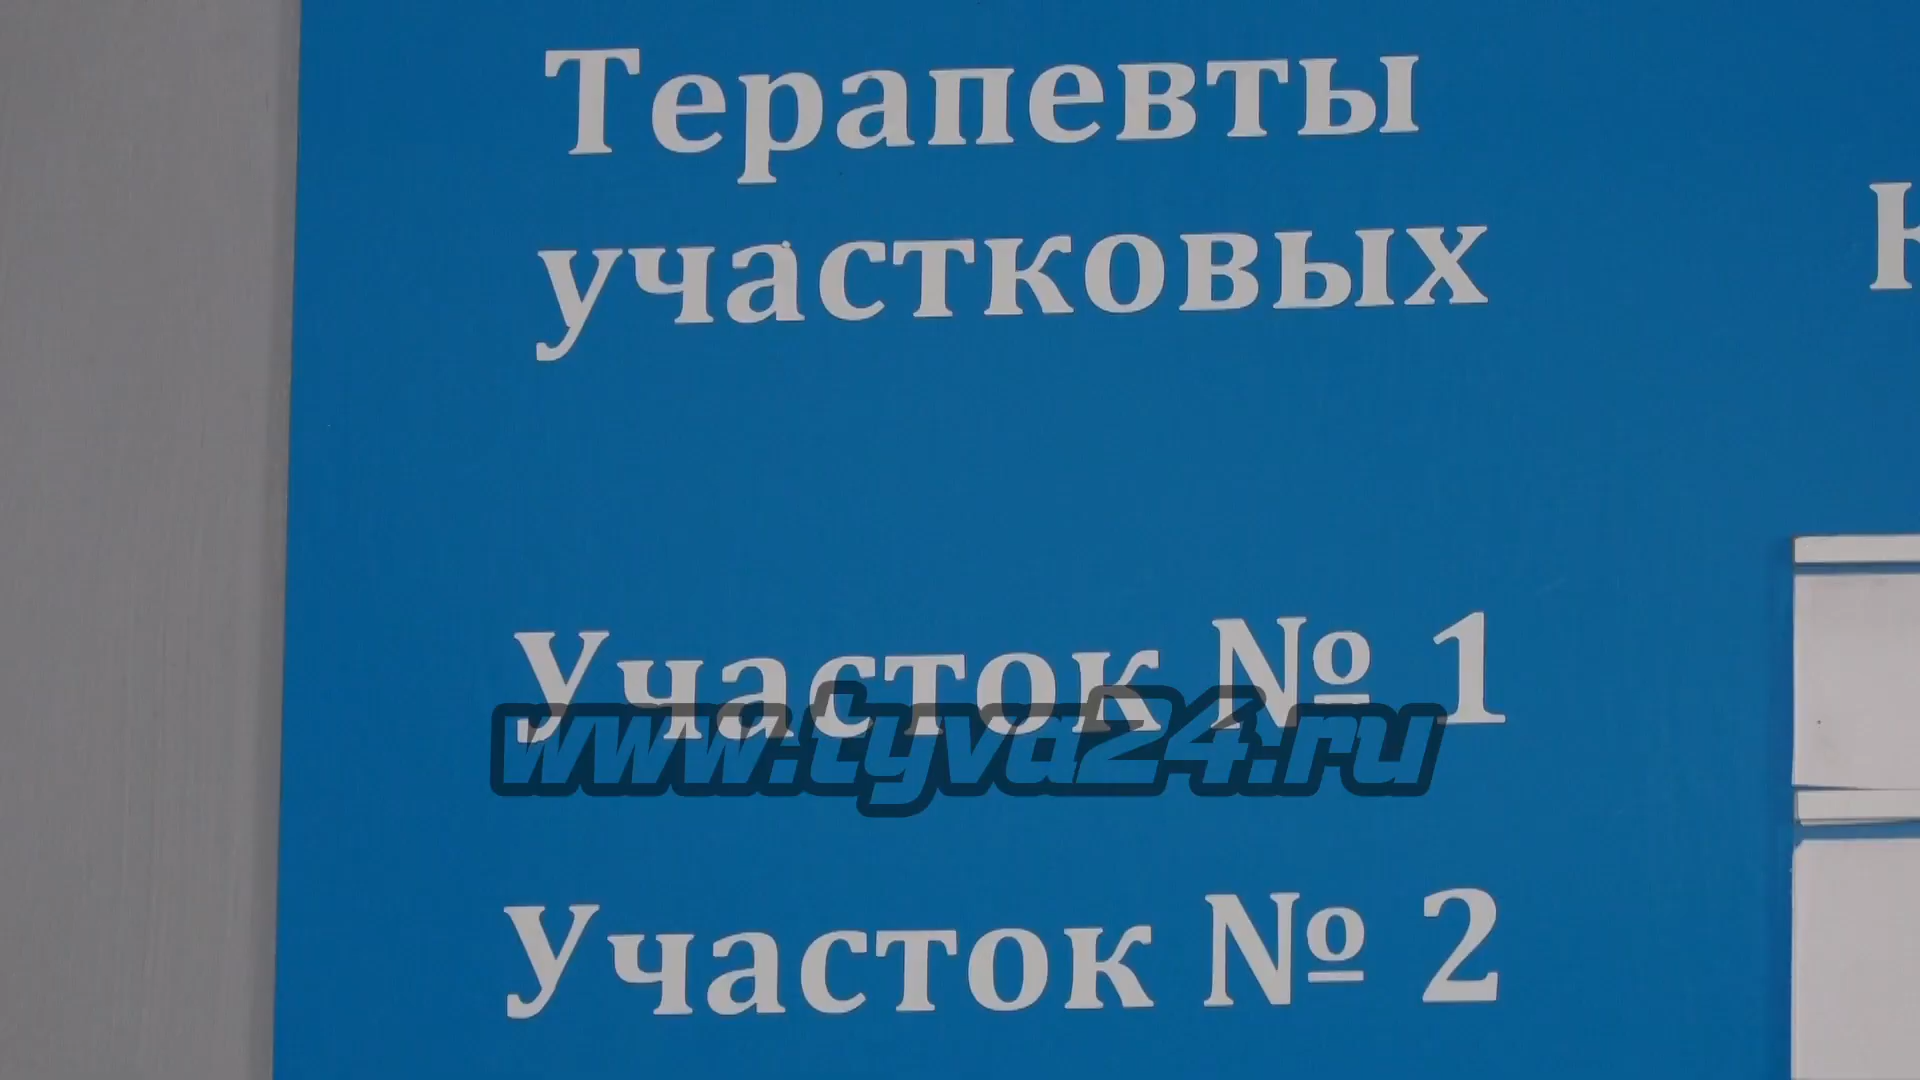 Терапевты
участковых
Участок № 1
www.tyva24.ru
Участок № 2